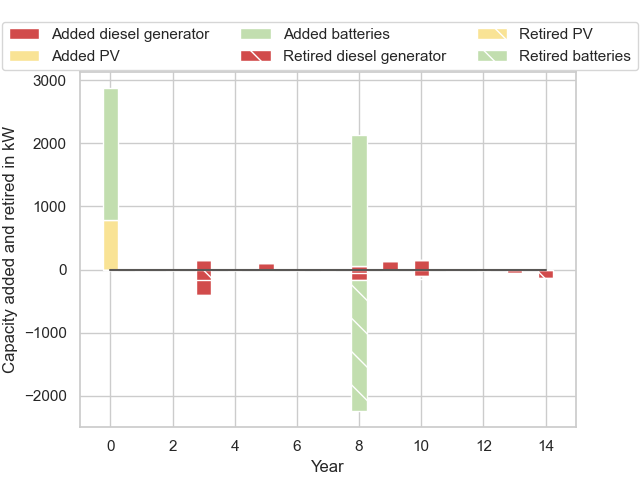 Added diesel generator Added batteries Retired PV
Added PV Retired diesel generator Retired batteries
3000
2000
1000
0
−1000
−2000
Capacity added and retired in kW
0 2 4 6 8 10 12 14
Year